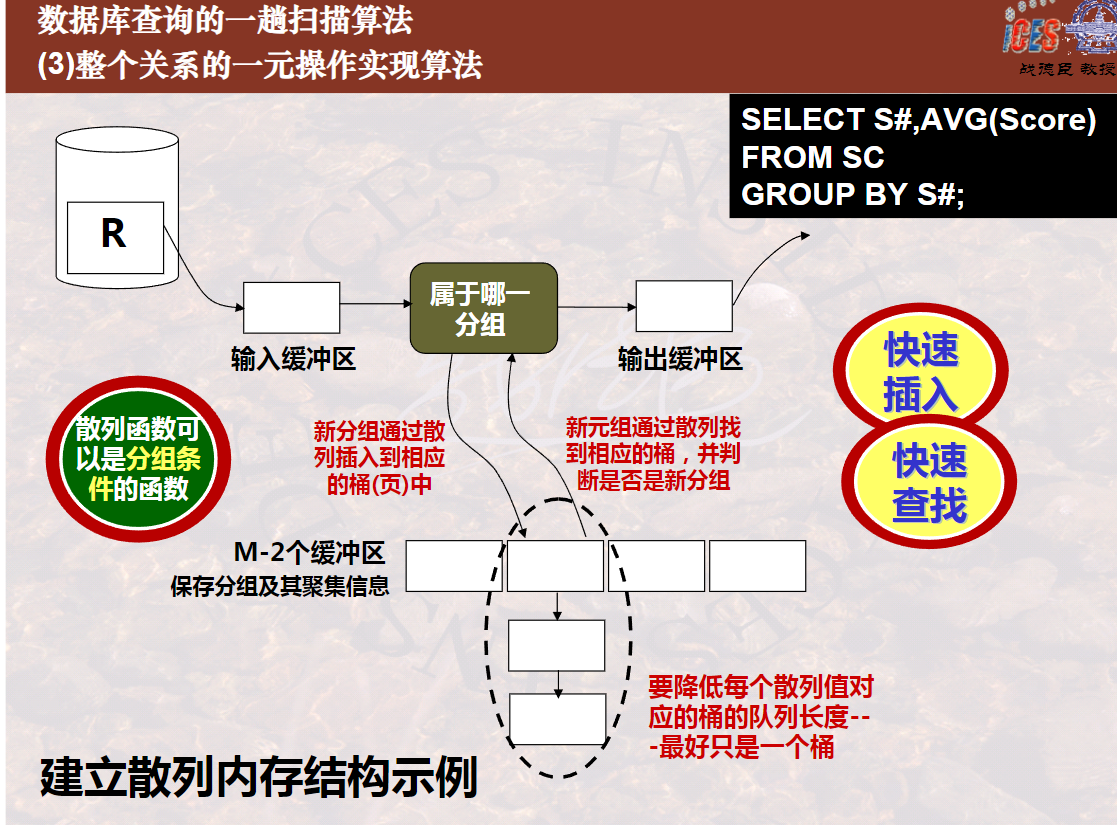 数据库查询的一趟扫描算法
(3)整个关系的一元操作实现算法
iCES
战德臣 教授
SELECT S#,AVG(Score)
FROM SC
GROUP BY S#;
R
属于哪一
分组
输入缓冲区
输出缓冲区
快速
插入
散列函数可
以是分组条
件的函数
新分组通过散
列插入到相应
的桶(页)中
新元组通过散列找
到相应的桶，并判
断是否是新分组
快速
查找
M-2个缓冲区
保存分组及其聚集信息
要降低每个散列值对
应的桶的队列长度--
-最好只是一个桶
建立散列内存结构示例